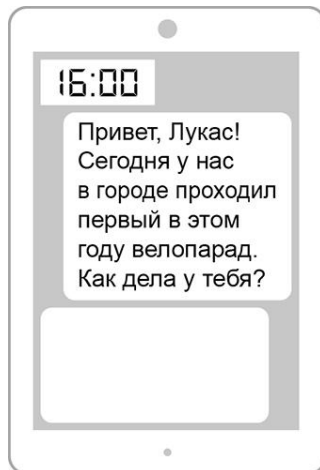 16:00
Привет, Лукас!
Сегодня у нас
в городе проходил
первый в этом
году велопарад.
Как дела у тебя?